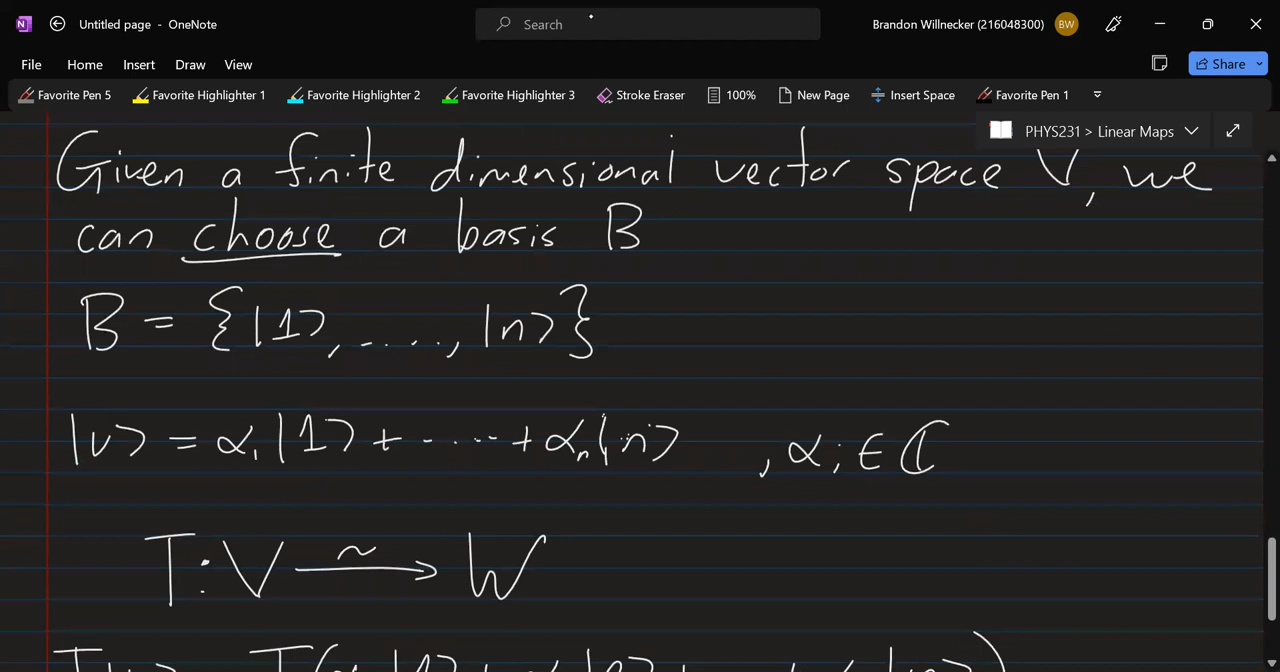 Untitled page - OneNote
Search
Brandon Willnecker (216048300) BW
Share
File Home Insert Draw View
Favorite Pen 5 Favorite Highlighter 1 Favorite Highlighter 2 Favorite Highlighter 3 Stroke Eraser 100% New Page Insert Space Favorite Pen 1
PHYS231 > Linear Maps
Given a finite dimensional vector space V, we
can choose a basis B
B = {|1⟩, ...., |n⟩}
|v⟩ = α₁|1⟩ + ····· + αₙ|n⟩ , αᵢ ∈ ℂ
T: V ⥲ W